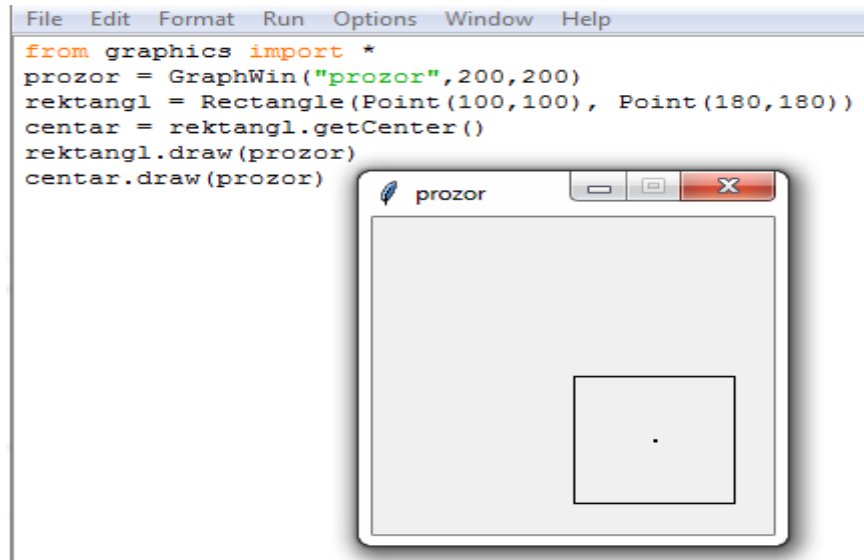 File Edit Format Run Options Window Help
from graphics import *
prozor = GraphWin("prozor",200,200)
rektangl = Rectangle(Point(100,100), Point(180,180))
centar = rektangl.getCenter()
rektangl.draw(prozor)
centar.draw(prozor)
prozor